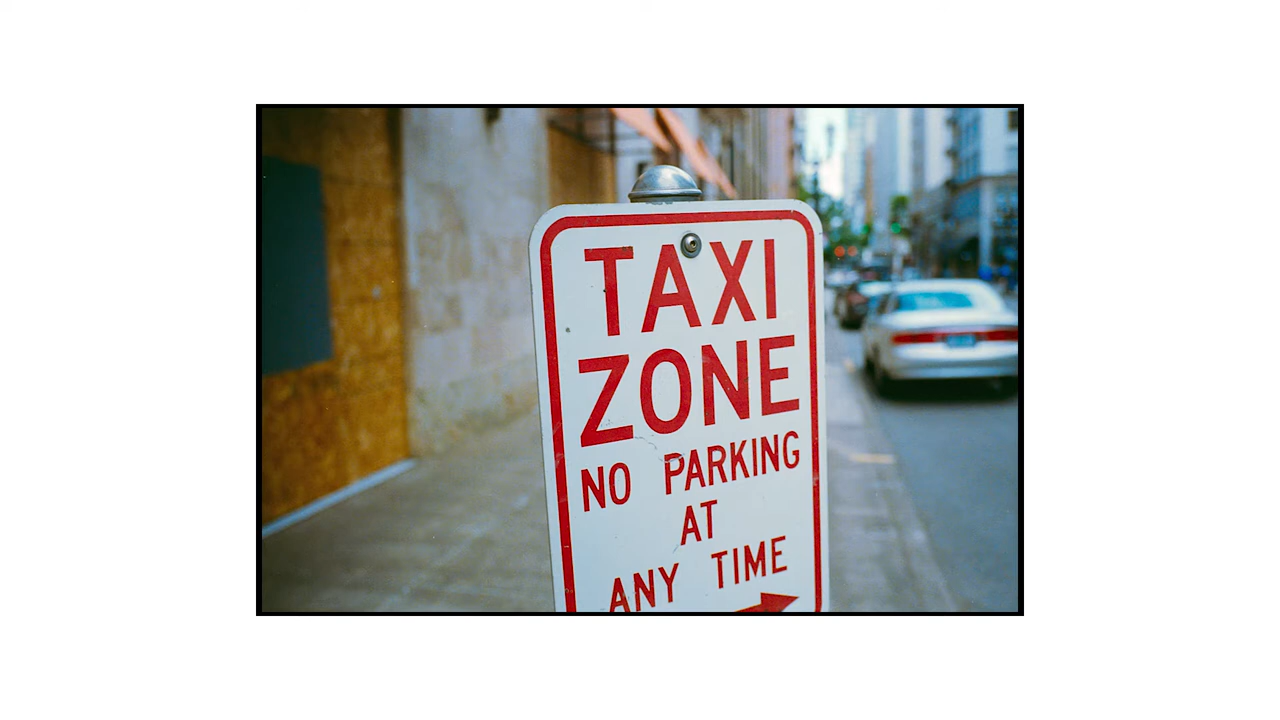 TAXI
ZONE
NO PARKING
AT
ANY TIME